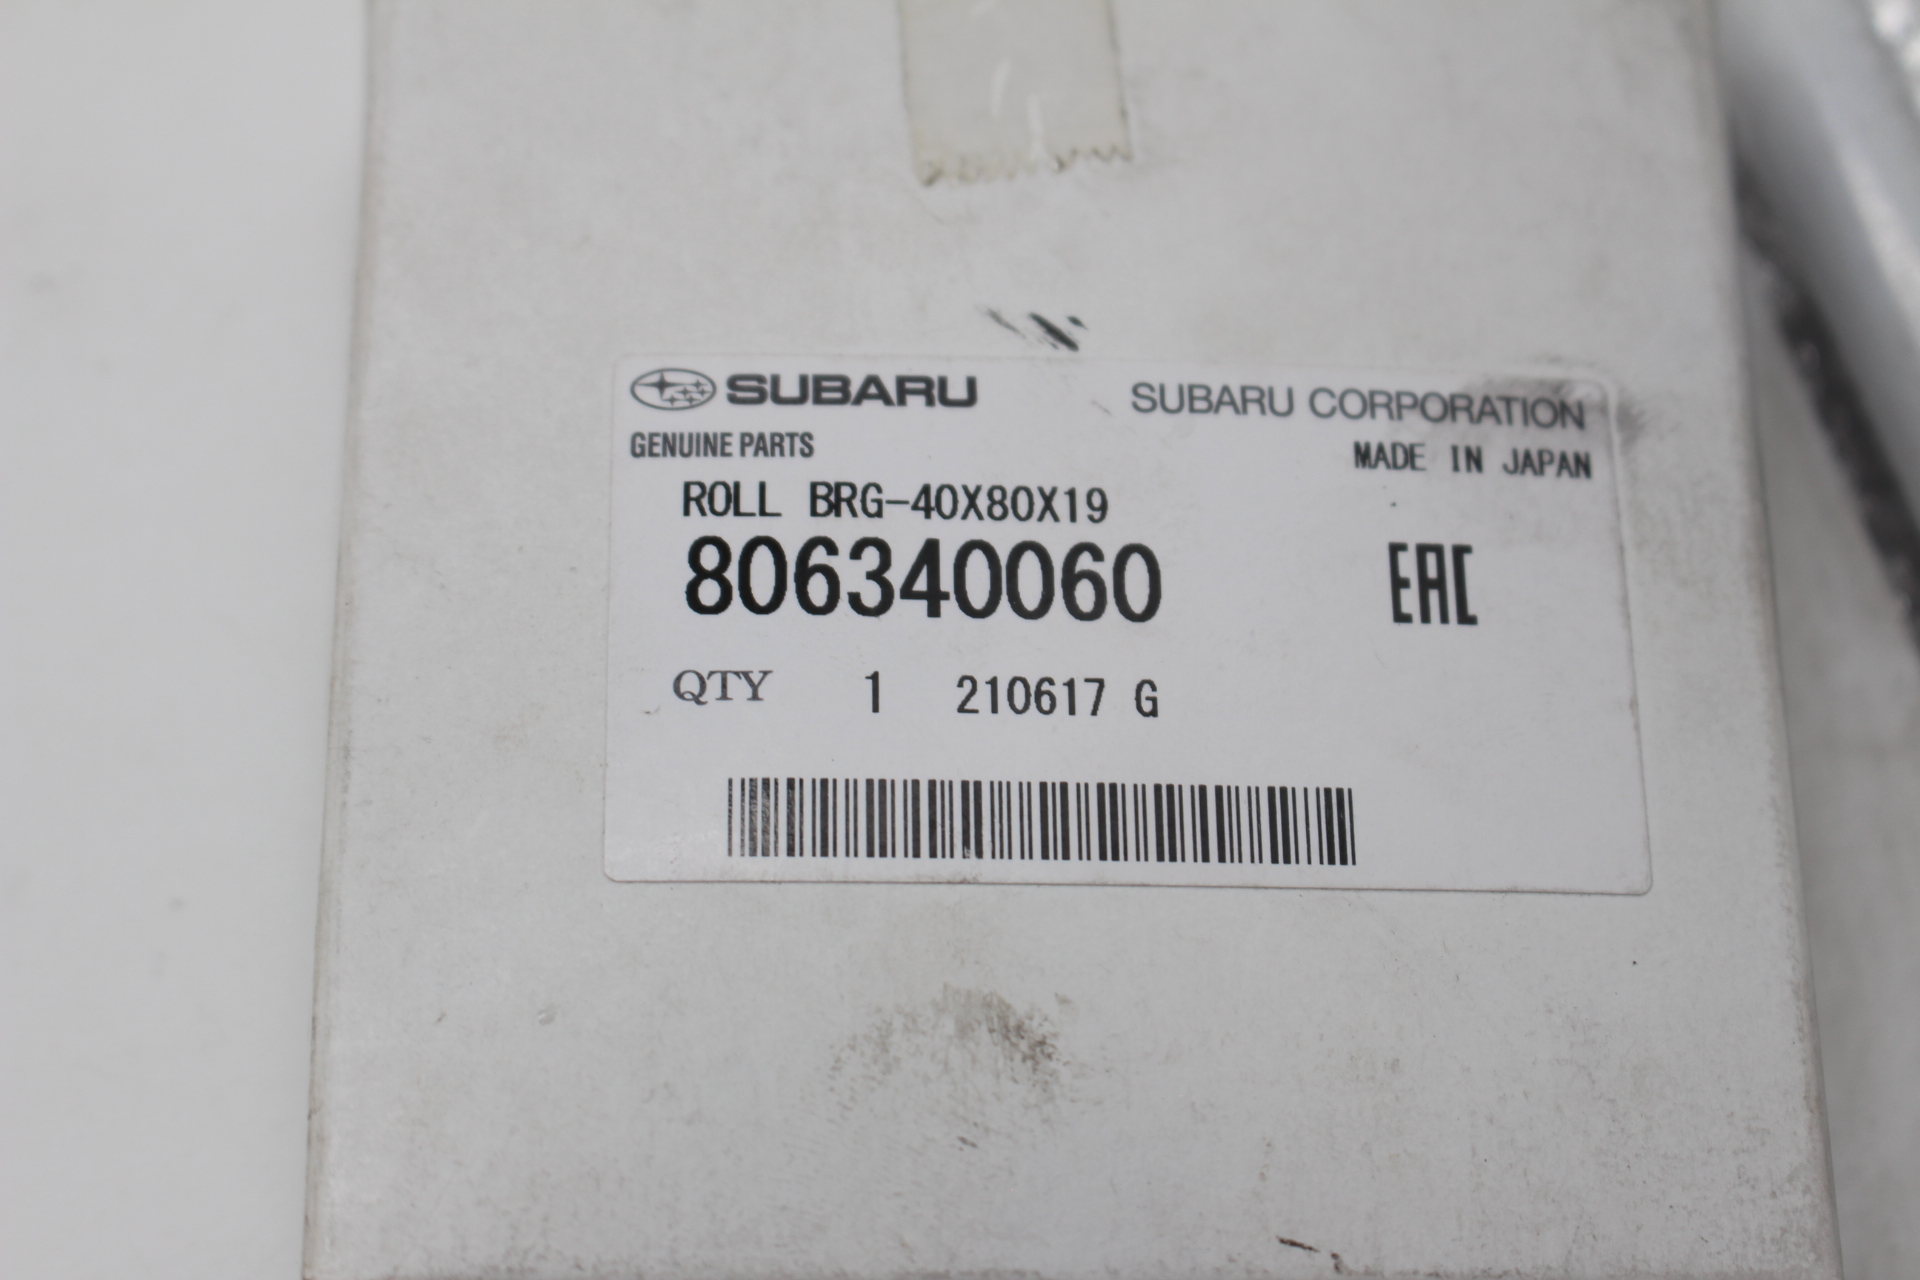 SUBARU SUBARU CORPORATION
GENUINE PARTS MADE IN JAPAN
ROLL BRG-40X80X19
806340060 EAC
QTY 1 210617 G